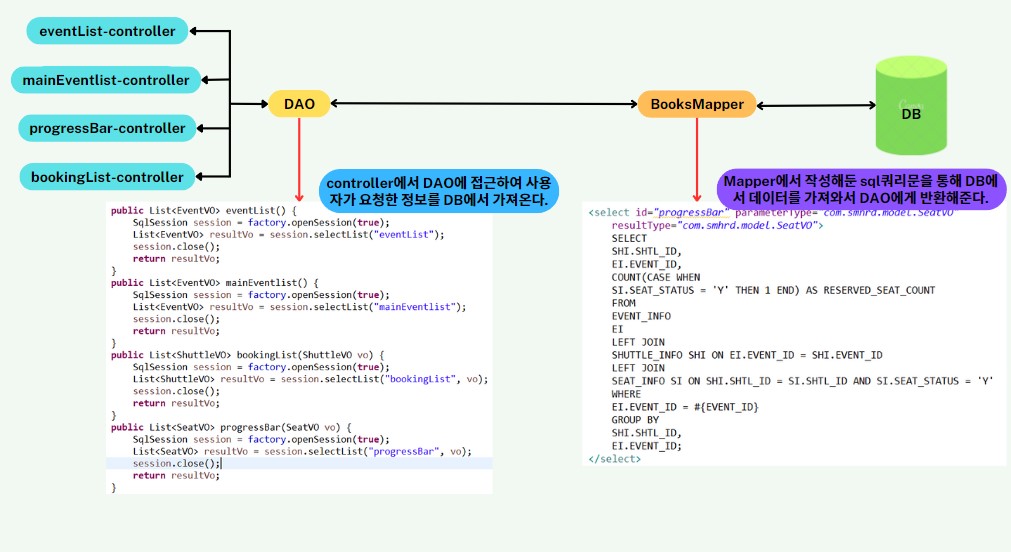 eventList-controller
mainEventlist-controller
progressBar-controller
bookingList-controller
DAO
BooksMapper
DB
controller에서 DAO에 접근하여 사용
자가 요청한 정보를 DB에서 가져온다.
public List<EventVO> eventList() {
SqlSession session = factory.openSession(true);
List<EventVO> resultVo = session.selectList("eventList");
session.close();
return resultVo;
}
public List<EventVO> mainEventlist() {
SqlSession session = factory.openSession(true);
List<EventVO> resultVo = session.selectList("mainEventlist");
session.close();
return resultVo;
}
public List<ShuttleVO> bookingList(ShuttleVO vo) {
SqlSession session = factory.openSession(true);
List<ShuttleVO> resultVo = session.selectList("bookingList", vo);
session.close();
return resultVo;
}
public List<SeatVO> progressBar(SeatVO vo) {
SqlSession session = factory.openSession(true);
List<SeatVO> resultVo = session.selectList("progressBar", vo);
session.close();
return resultVo;
}
Mapper에서 작성해둔 sql쿼리문을 통해 DB에
서 데이터를 가져와서 DAO에게 반환해준다.
<select id="progressBar" parameterType="com.smhrd.model.SeatVO"
resultType="com.smhrd.model.SeatVO">
SELECT
SHI.SHTL_ID,
EI.EVENT_ID,
COUNT(CASE WHEN
SI.SEAT_STATUS = 'Y' THEN 1 END) AS RESERVED_SEAT_COUNT
FROM
EVENT_INFO
EI
LEFT JOIN
SHUTTLE_INFO SHI ON EI.EVENT_ID = SHI.EVENT_ID
LEFT JOIN
SEAT_INFO SI ON SHI.SHTL_ID = SI.SHTL_ID AND SI.SEAT_STATUS = 'Y'
WHERE
EI.EVENT_ID = #{EVENT_ID}
GROUP BY
SHI.SHTL_ID,
EI.EVENT_ID;
</select>